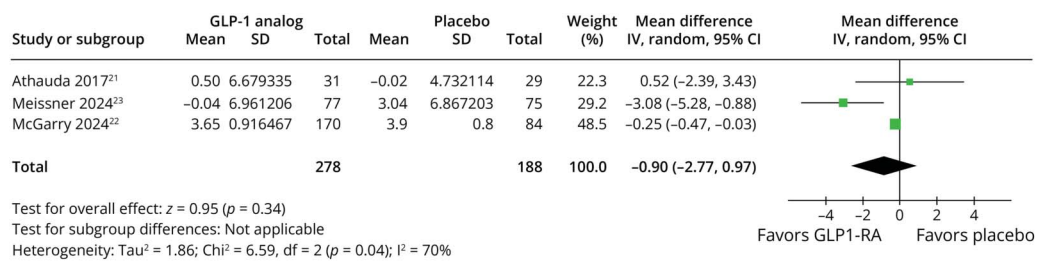 GLP-1 analog Placebo Weight Mean difference Mean difference
Study or subgroup Mean SD Total Mean SD Total (%) IV, random, 95% CI IV, random, 95% CI
Athauda 2017²¹ 0.50 6.679335 31 −0.02 4.732114 29 22.3 0.52 (−2.39, 3.43)
Meissner 2024²³ −0.04 6.961206 77 3.04 6.867203 75 29.2 −3.08 (−5.28, −0.88)
McGarry 2024²² 3.65 0.916467 170 3.9 0.8 84 48.5 −0.25 (−0.47, −0.03)
Total 278 188 100.0 −0.90 (−2.77, 0.97)
Test for overall effect: z = 0.95 (p = 0.34)
Test for subgroup differences: Not applicable
Heterogeneity: Tau² = 1.86; Chi² = 6.59, df = 2 (p = 0.04); I² = 70%
−4 −2 0 2 4
Favors GLP1-RA Favors placebo